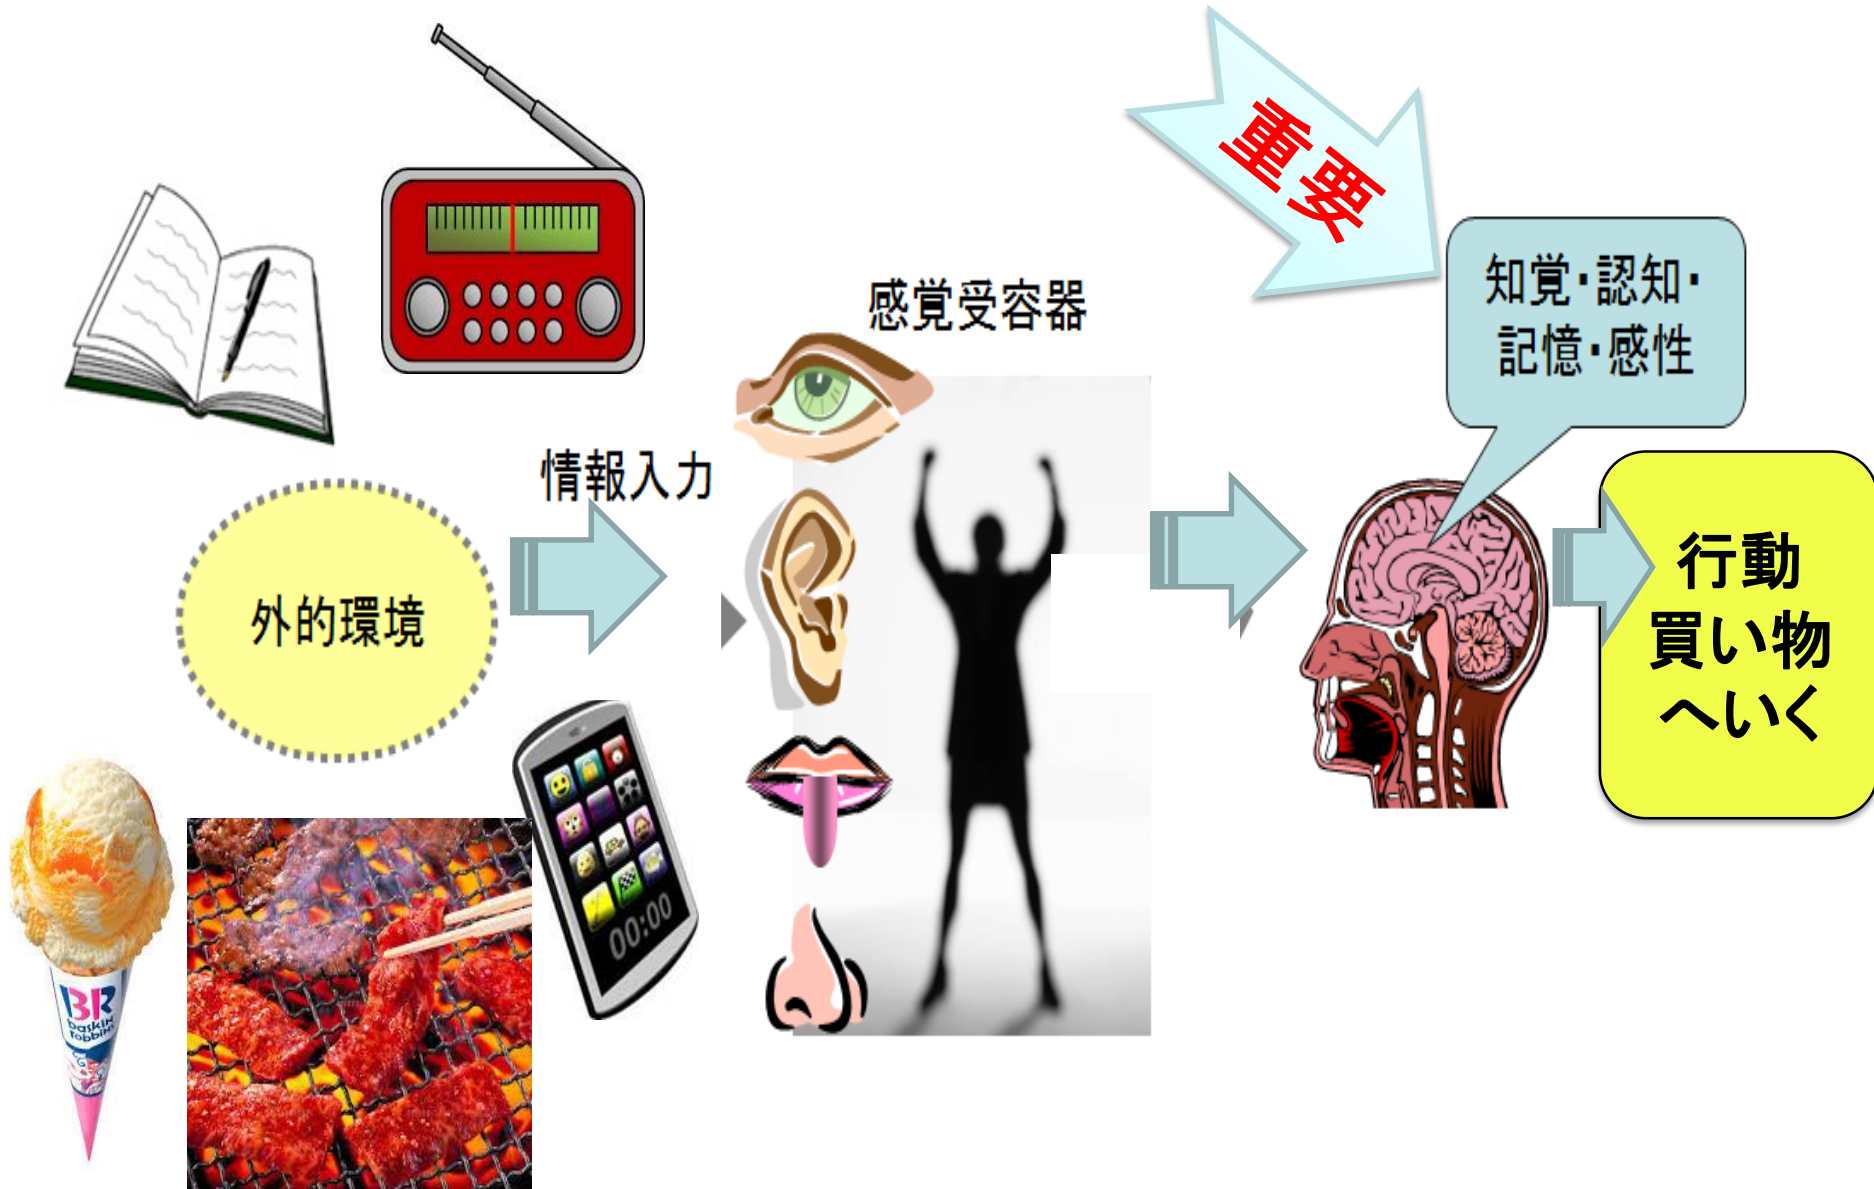 重要
知覚・認知・
記憶・感性
感覚受容器
情報入力
外的環境
行動
買い物
へいく
00:00
BR
baskin
robbins